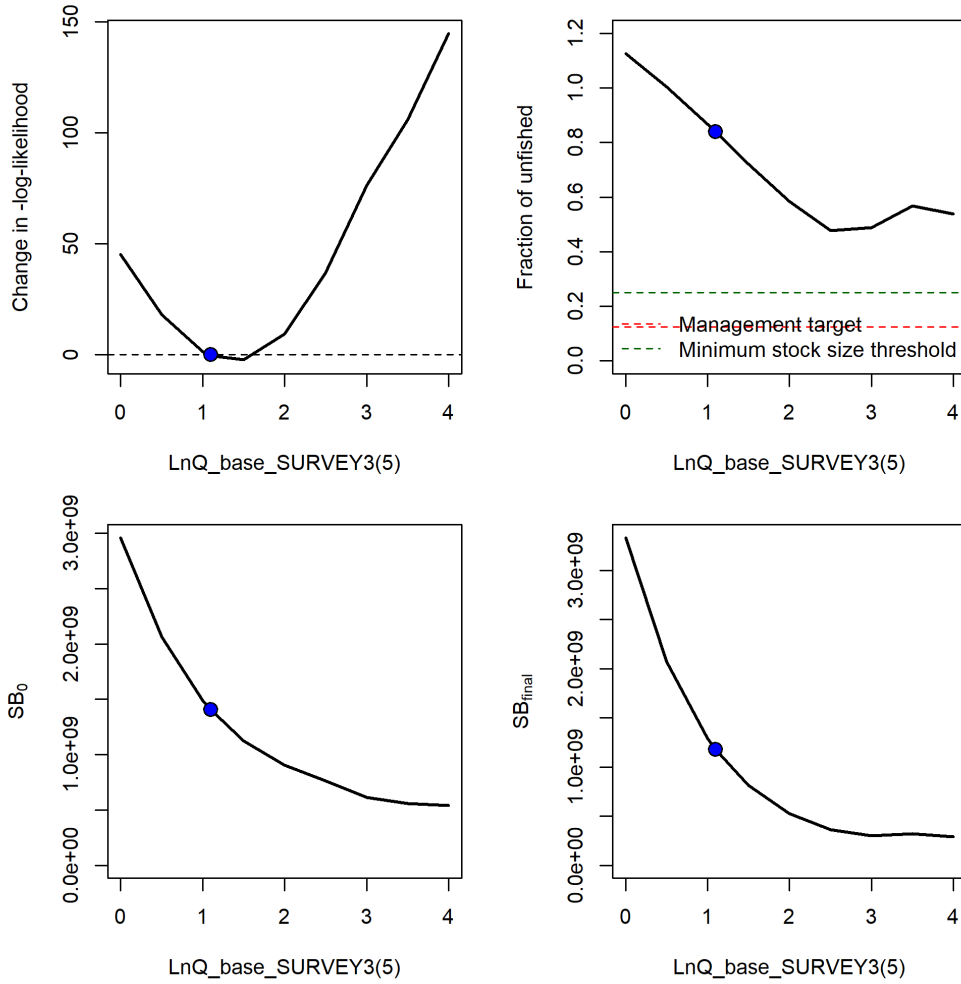 Change in -log-likelihood
150
100
50
0
0 1 2 3 4
LnQ_base_SURVEY3(5)
Fraction of unfished
1.2
1.0
0.8
0.6
0.4
0.2
0.0
Management target
Minimum stock size threshold
0 1 2 3 4
LnQ_base_SURVEY3(5)
SB0
3.0e+09
2.0e+09
1.0e+09
0.0e+00
0 1 2 3 4
LnQ_base_SURVEY3(5)
SBfinal
3.0e+09
2.0e+09
1.0e+09
0.0e+00
0 1 2 3 4
LnQ_base_SURVEY3(5)